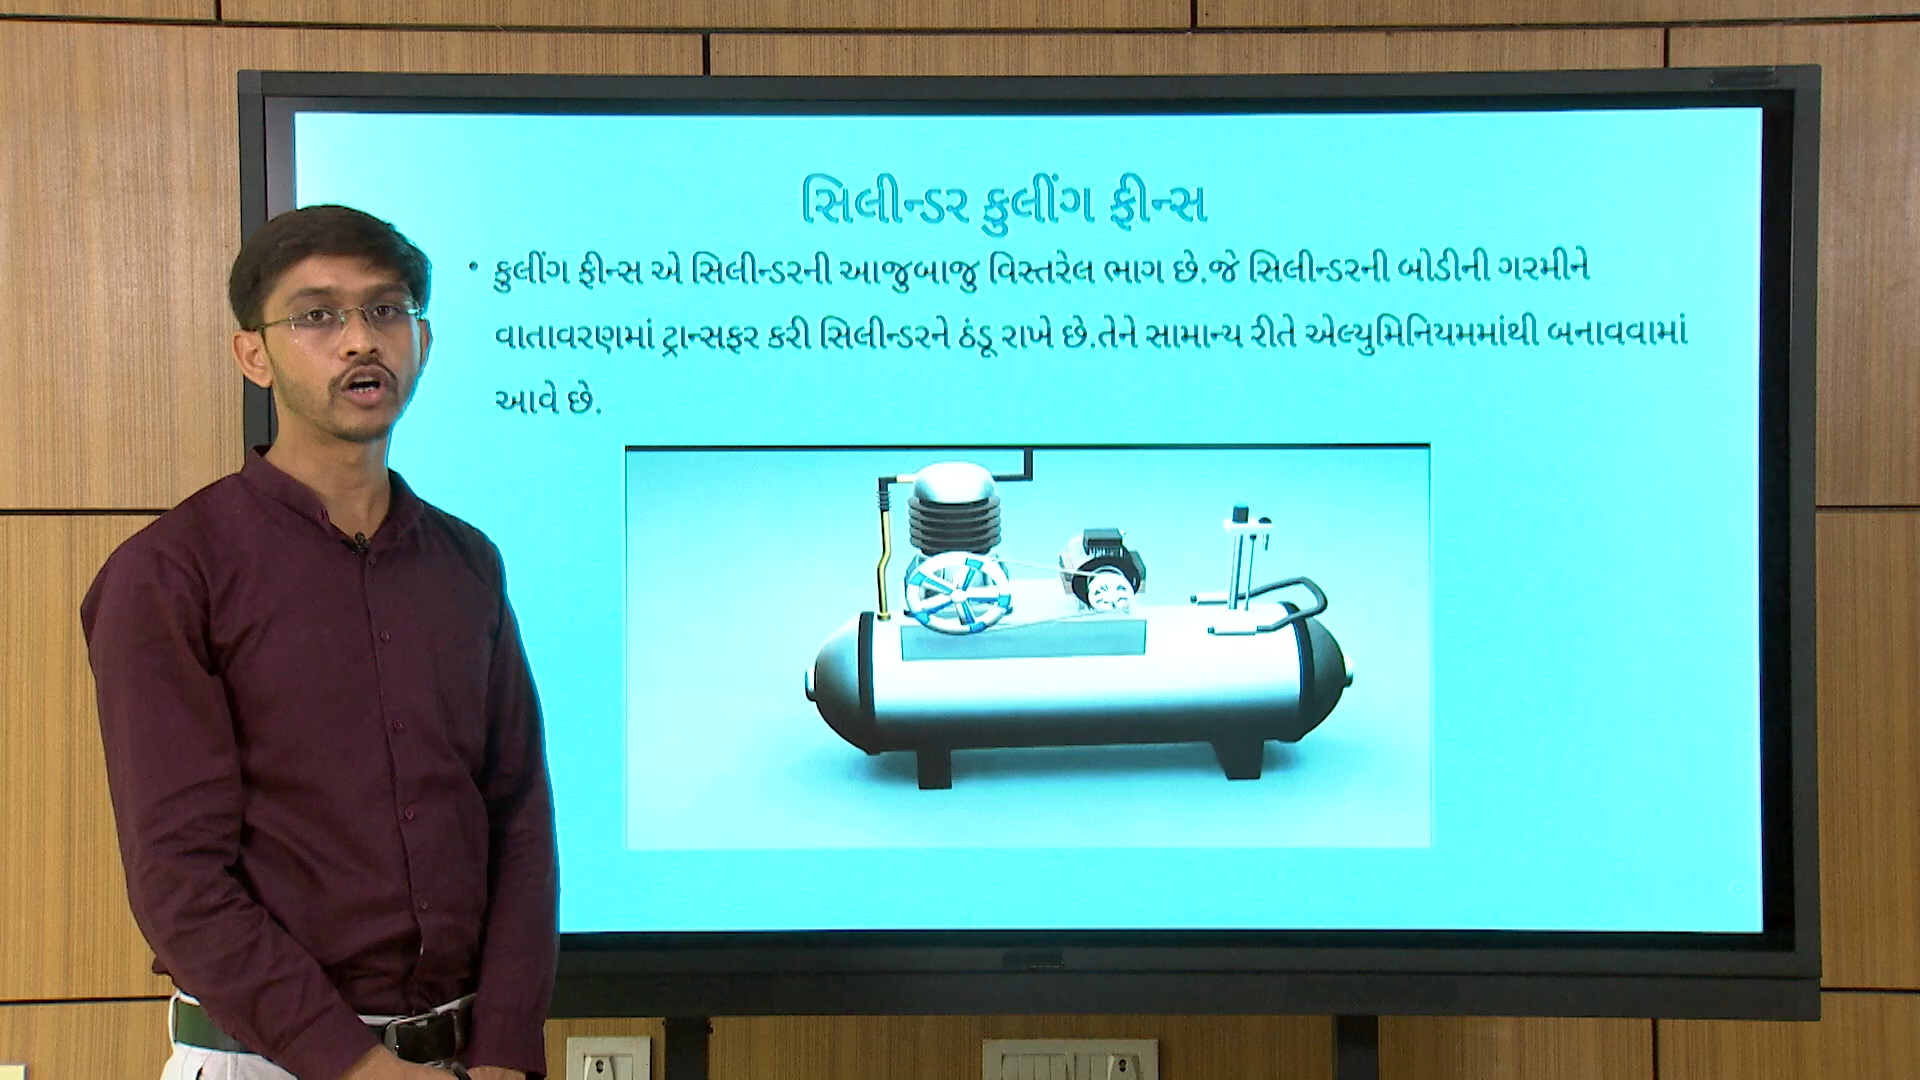 સિલીન્ડર કુલીંગ ફીન્સ
• કુલીંગ ફીન્સ એ સિલીન્ડરની આજુબાજુ વિસ્તરેલ ભાગ છે.જે સિલીન્ડરની બોડીની ગરમીને
વાતાવરણમાં ટ્રાન્સફર કરી સિલીન્ડરને ઠંડૂ રાખે છે.તેને સામાન્ય રીતે એલ્યુમિનિયમમાંથી બનાવવામાં
આવે છે.